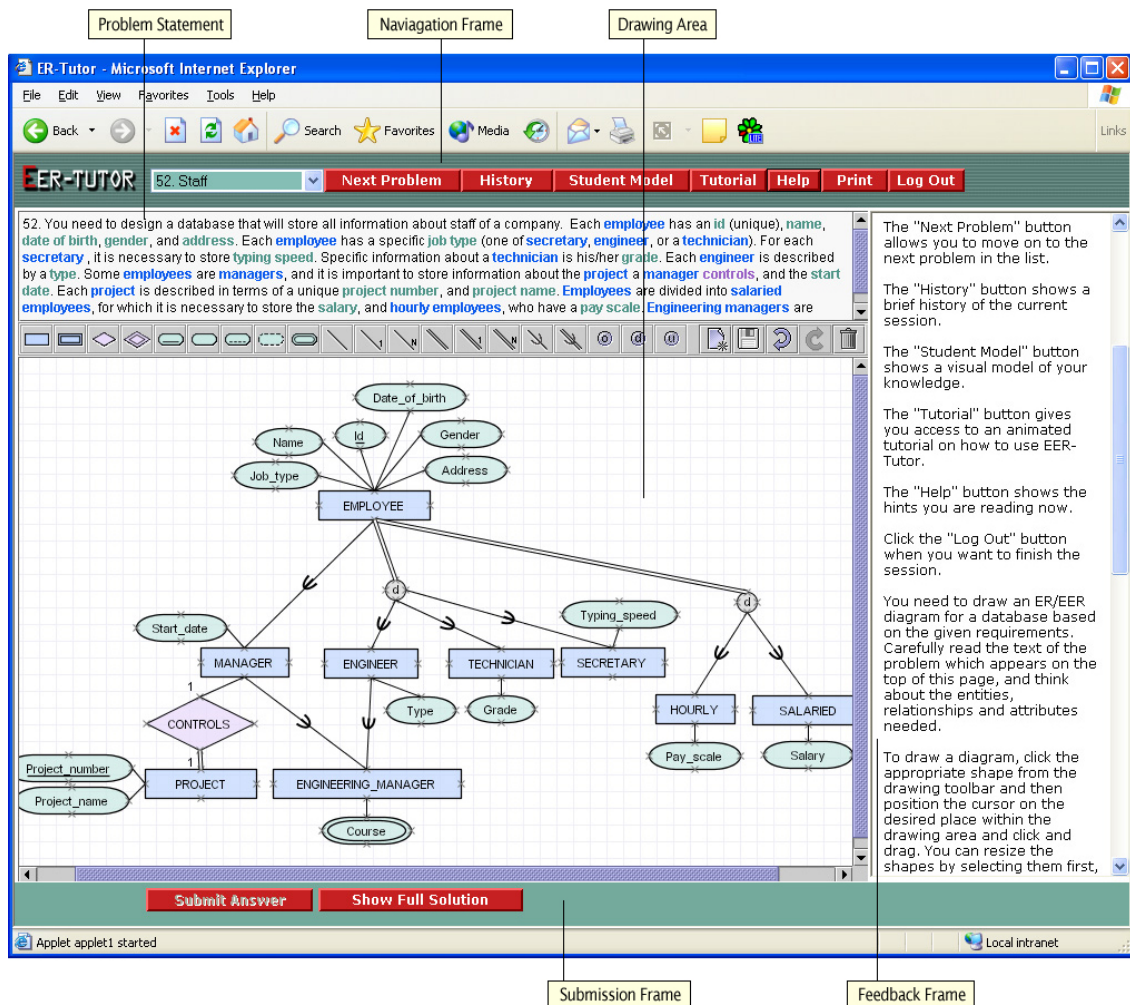 Problem Statement
Naviagation Frame
Drawing Area
ER-Tutor - Microsoft Internet Explorer
File Edit View Favorites Tools Help
Back Search Favorites Media Links
EER-TUTOR 52. Staff Next Problem History Student Model Tutorial Help Print Log Out
52. You need to design a database that will store all information about staff of a company. Each employee has an id (unique), name,
date of birth, gender, and address. Each employee has a specific job type (one of secretary, engineer, or a technician). For each
secretary , it is necessary to store typing speed. Specific information about a technician is his/her grade. Each engineer is described
by a type. Some employees are managers, and it is important to store information about the project a manager controls, and the start
date. Each project is described in terms of a unique project number, and project name. Employees are divided into salaried
employees, for which it is necessary to store the salary, and hourly employees, who have a pay scale. Engineering managers are
1 N 1 N o d u
Date_of_birth
Name
Id
Gender
Job_type
Address
EMPLOYEE
d
d
Start_date
Typing_speed
MANAGER
ENGINEER
TECHNICIAN
SECRETARY
1
CONTROLS
Type
Grade
HOURLY
SALARIED
1
Pay_scale
Salary
Project_number
PROJECT
ENGINEERING_MANAGER
Project_name
Course
The "Next Problem" button
allows you to move on to the
next problem in the list.
The "History" button shows a
brief history of the current
session.
The "Student Model" button
shows a visual model of your
knowledge.
The "Tutorial" button gives
you access to an animated
tutorial on how to use EER-
Tutor.
The "Help" button shows the
hints you are reading now.
Click the "Log Out" button
when you want to finish the
session.
You need to draw an ER/EER
diagram for a database based
on the given requirements.
Carefully read the text of the
problem which appears on the
top of this page, and think
about the entities,
relationships and attributes
needed.
To draw a diagram, click the
appropriate shape from the
drawing toolbar and then
position the cursor on the
desired place within the
drawing area and click and
drag. You can resize the
shapes by selecting them first,
Submit Answer Show Full Solution
Applet applet1 started Local intranet
Submission Frame
Feedback Frame